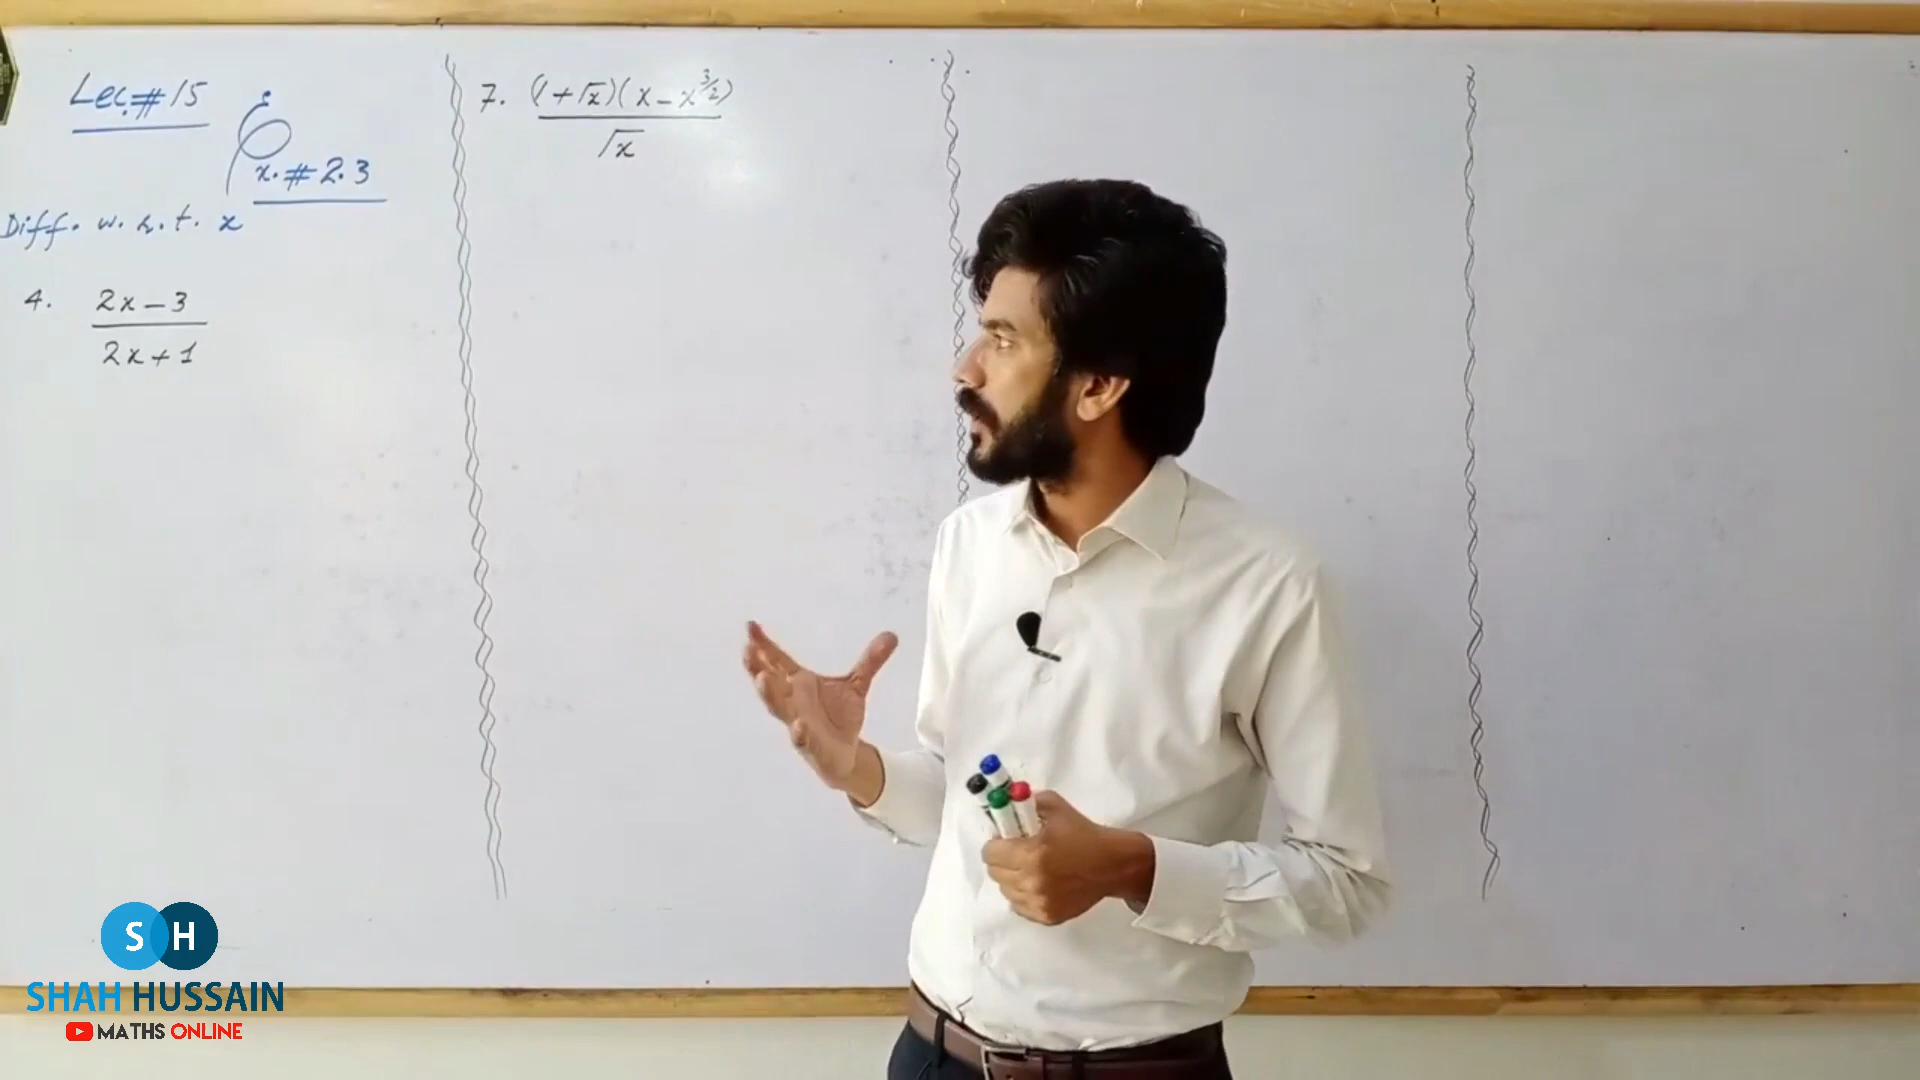 Lec.# 15
Ex.# 2.3
Diff. w.r.t. x
4. 2x-3
2x+1
7. (1+√x)(x-x^3/2)
√x
SH
SHAH HUSSAIN
MATHS ONLINE